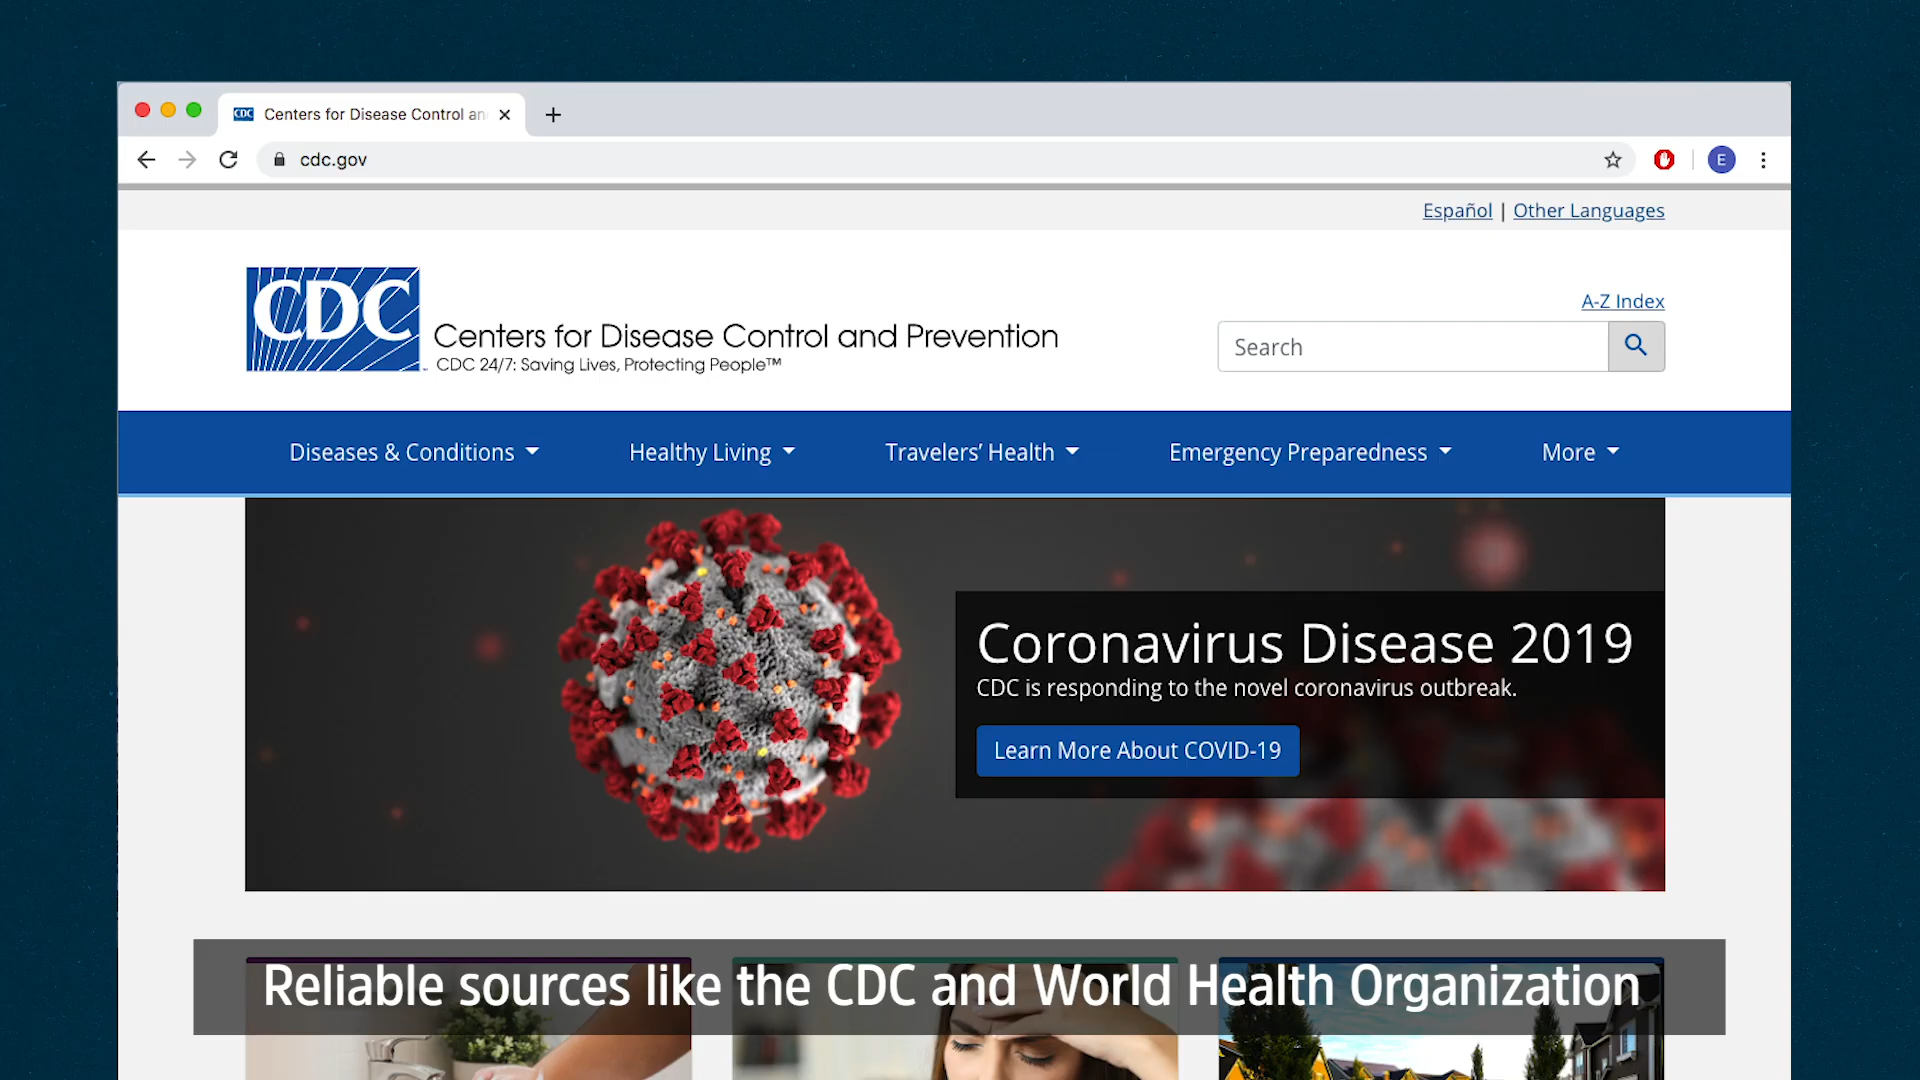 CDC Centers for Disease Control an
cdc.gov
E
Español | Other Languages
CDC
Centers for Disease Control and Prevention
CDC 24/7: Saving Lives, Protecting People™
A-Z Index
Search
Diseases & Conditions
Healthy Living
Travelers’ Health
Emergency Preparedness
More
Coronavirus Disease 2019
CDC is responding to the novel coronavirus outbreak.
Learn More About COVID-19
Reliable sources like the CDC and World Health Organization